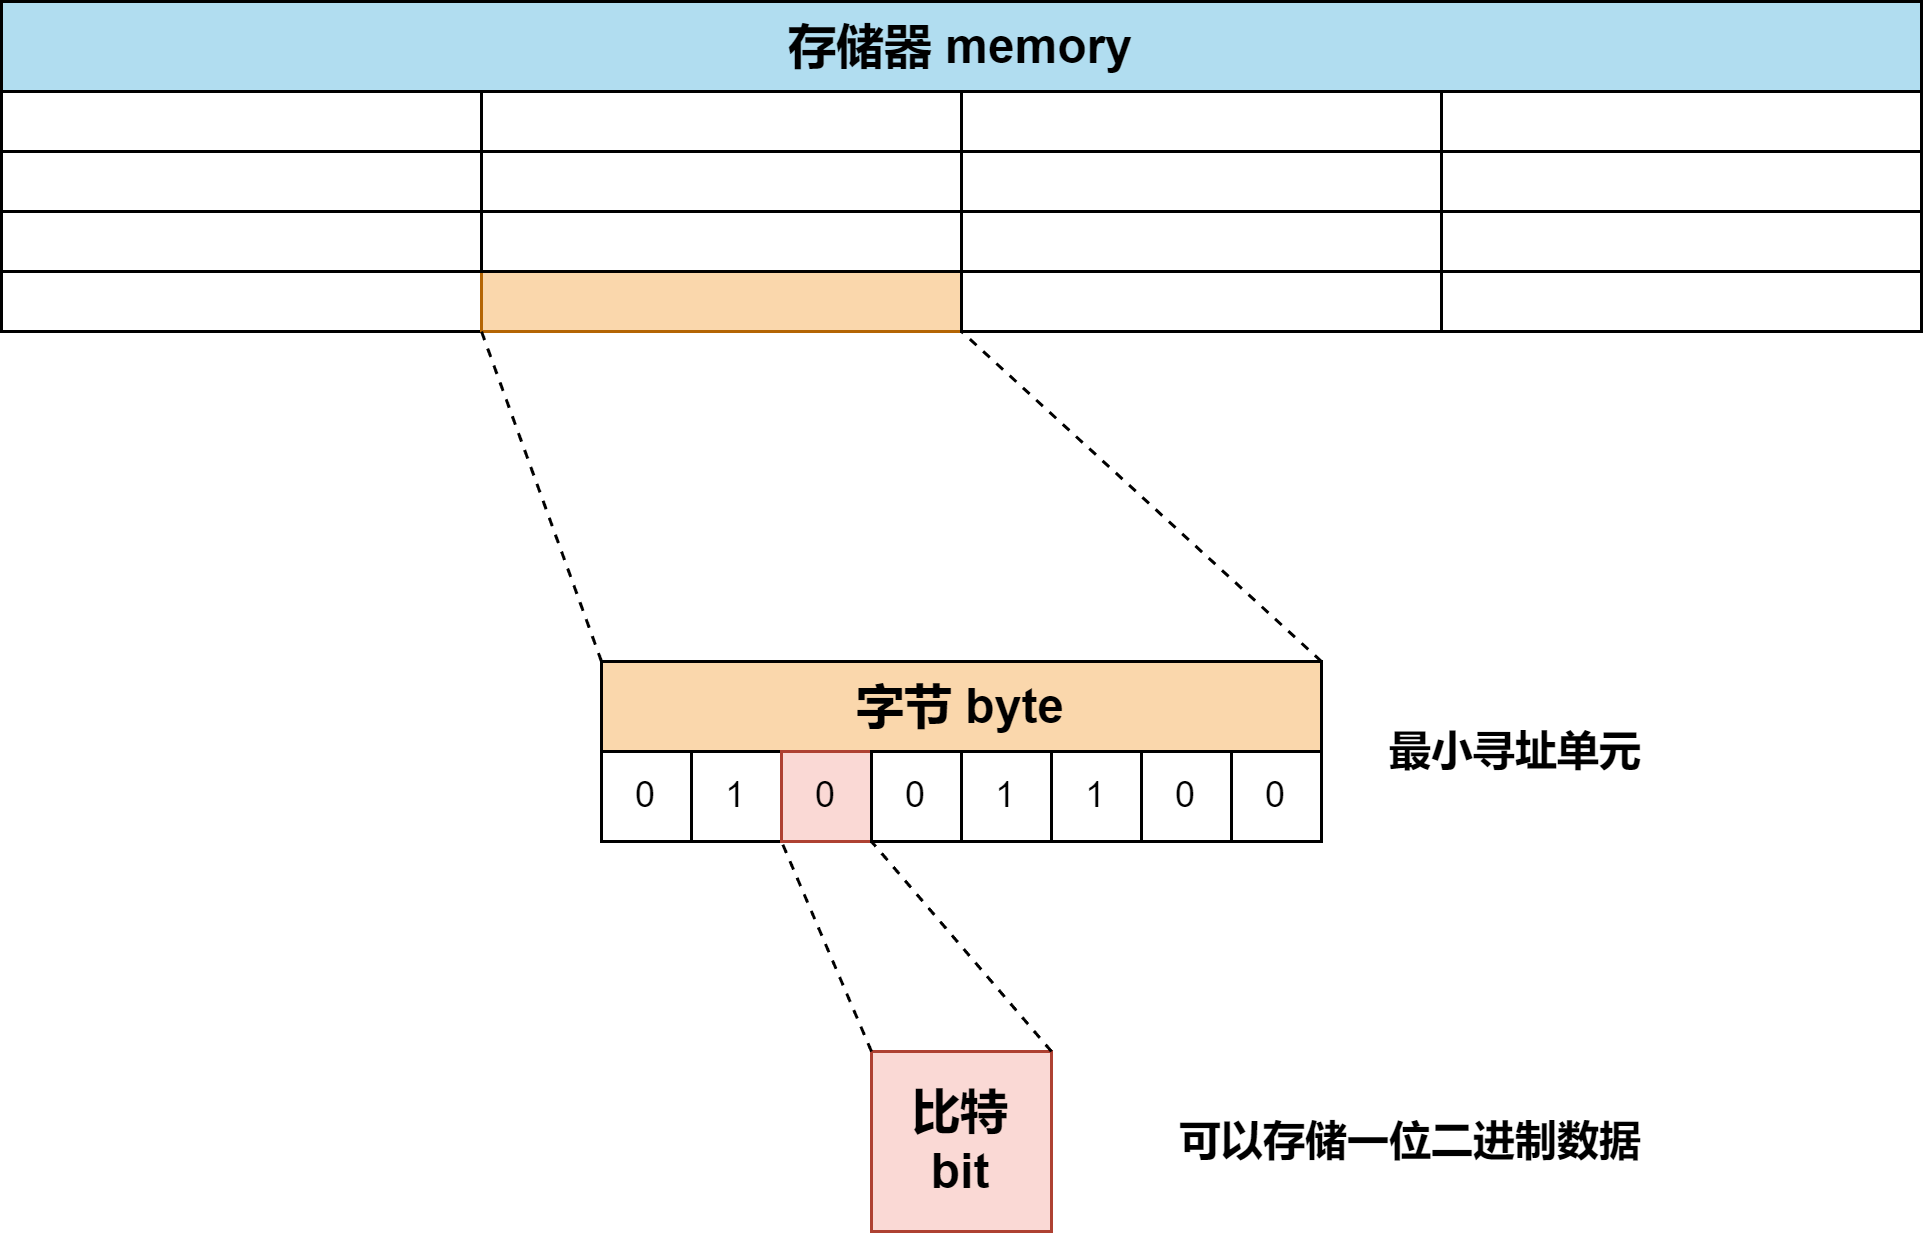 存储器 memory
字节 byte
最小寻址单元
0 1 0 0 1 1 0 0
比特
bit
可以存储一位二进制数据